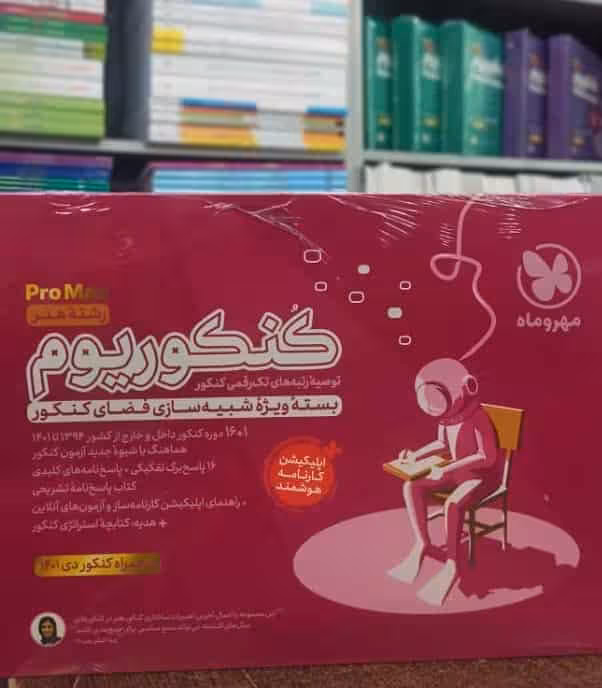 مهروماه
Pro Max
رشتهٔ هنر
کُنکوریوم
توصیهٔ رتبه‌های تک‌رقمی کنکور
بستهٔ ویژهٔ شبیه‌سازی فضای کنکور
۱۶+۱ دوره کنکور داخل و خارج از کشور ۱۳۹۴ تا ۱۴۰۱
هماهنگ با شیوهٔ جدید آزمون کنکور
۱۶ پاسخ‌برگ تفکیکی + پاسخ‌نامه‌های کلیدی
کتاب پاسخ‌نامهٔ تشریحی
+ راهنمای اپلیکیشن کارنامه‌ساز و آزمون‌های آنلاین
+ هدیه: کتابچهٔ استراتژی کنکور
اپلیکیشن
کارنامه
هوشمند
همراه کنکور دی ۱۴۰۱